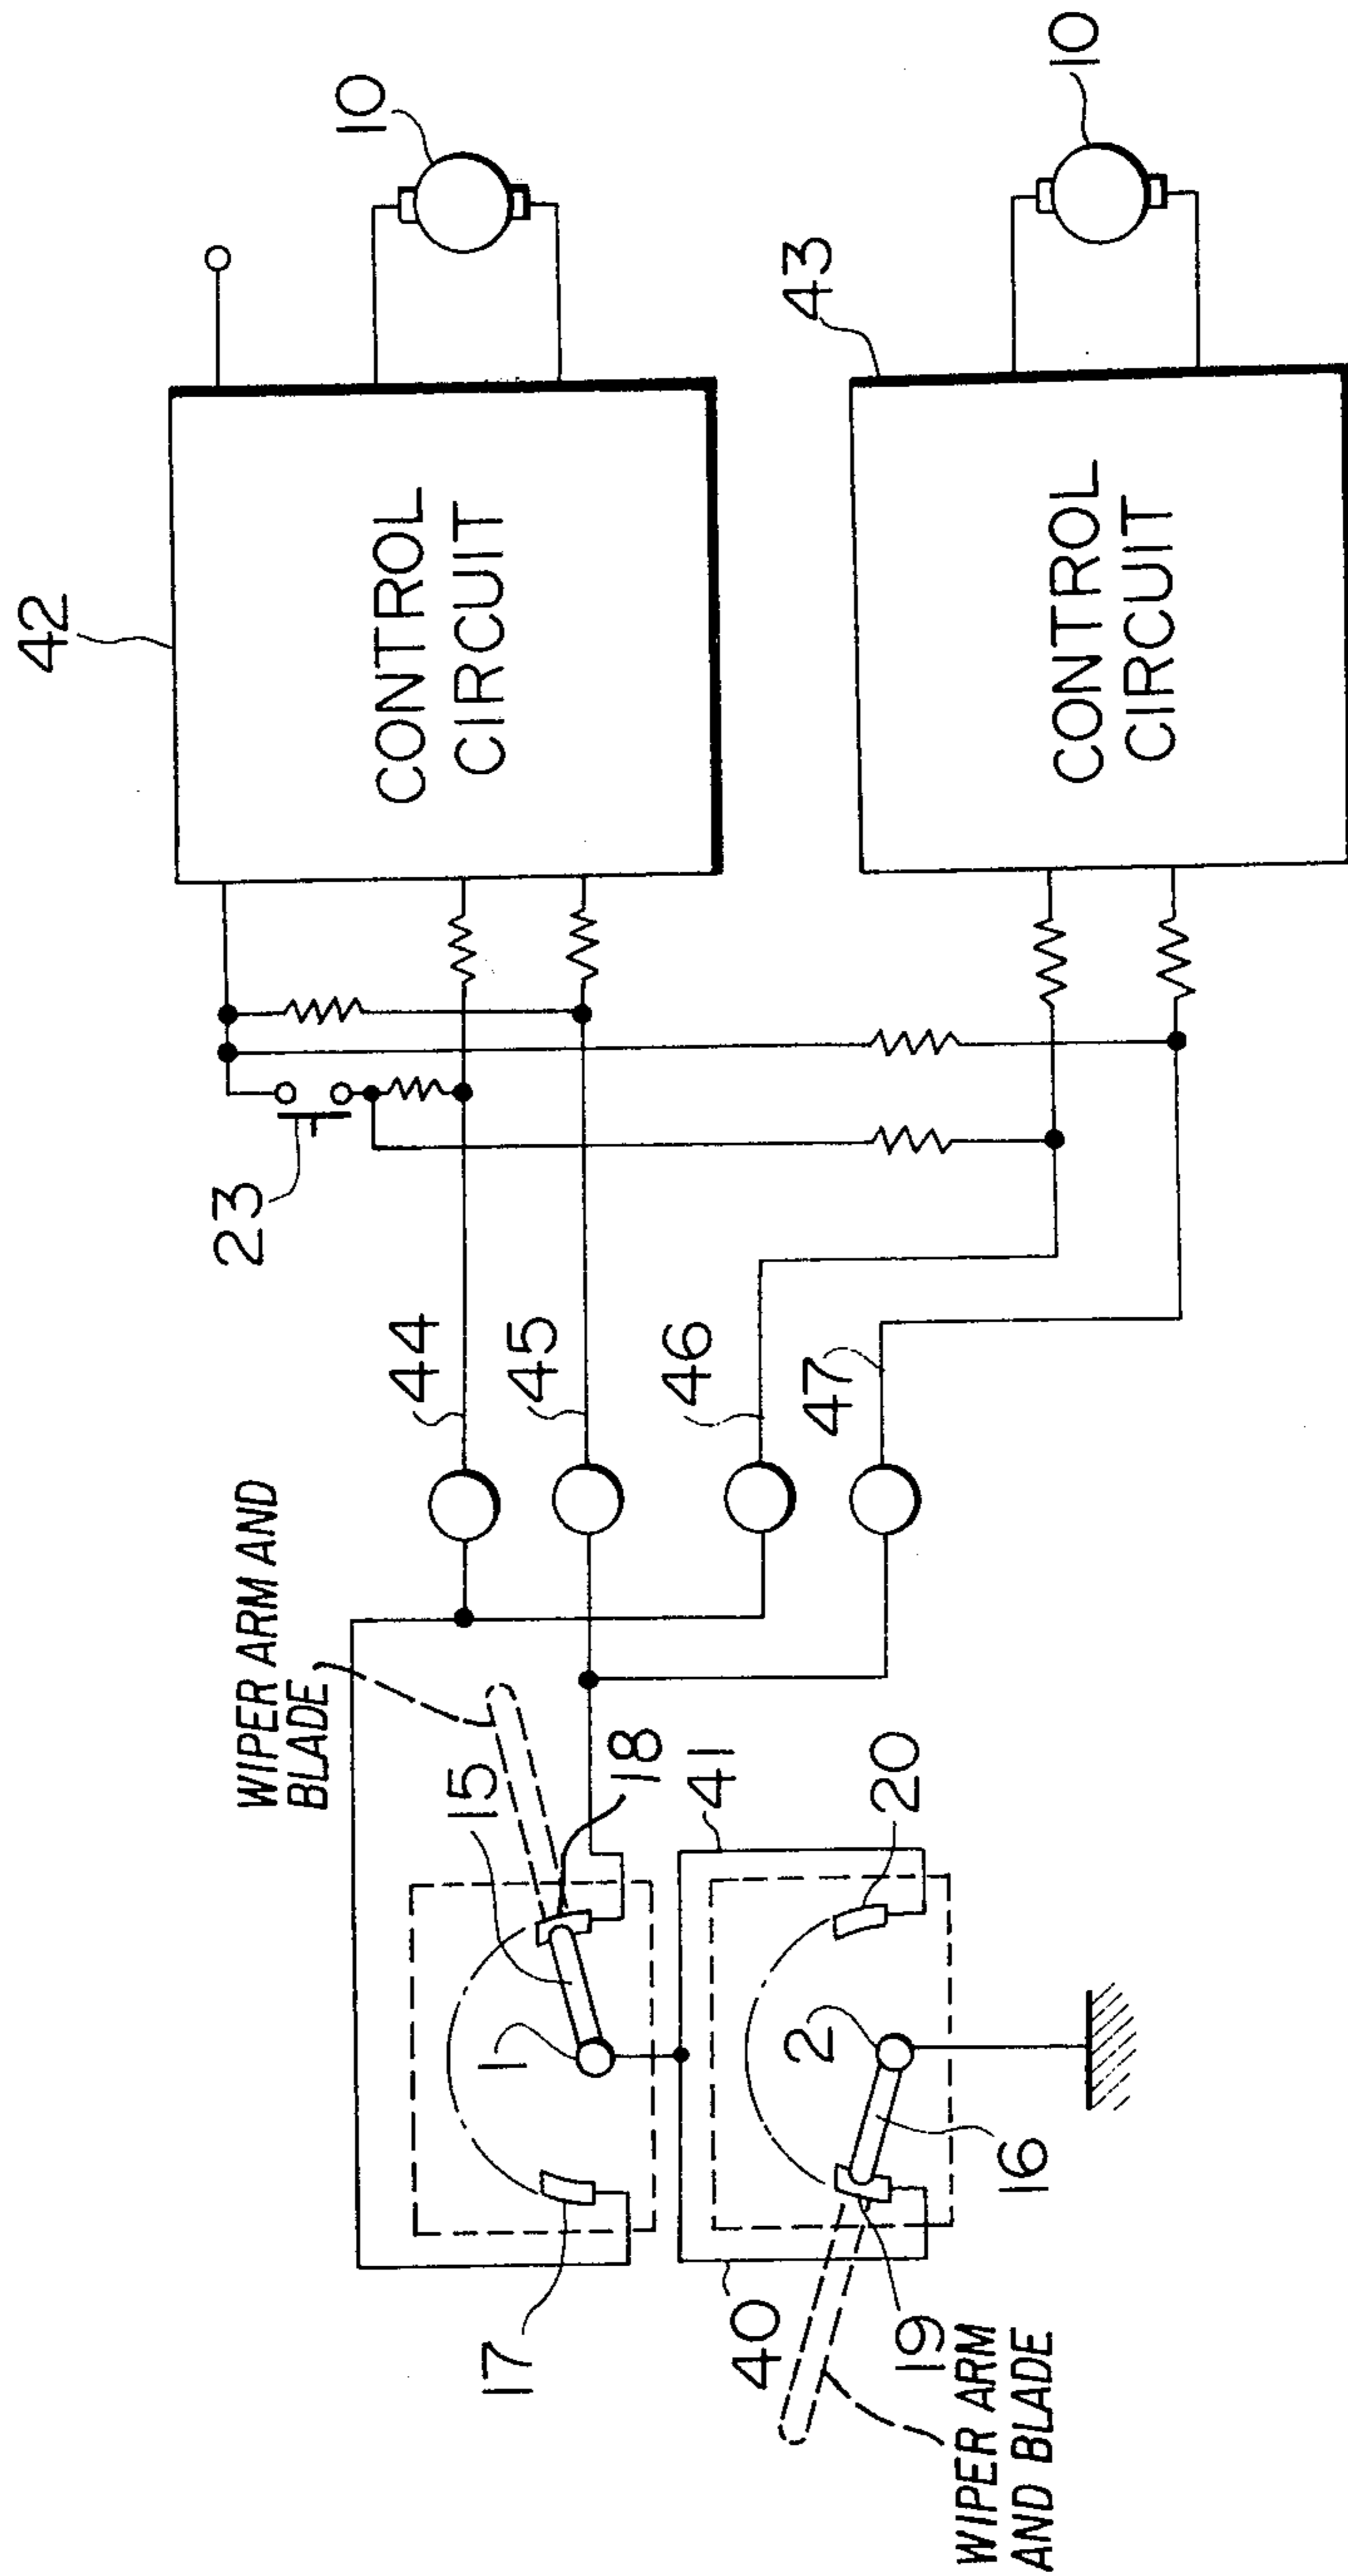 42
10
CONTROL
CIRCUIT
23
44
45
46
47
43
10
CONTROL
CIRCUIT
WIPER ARM AND
BLADE
15
18
1
17
41
20
2
16
40
19
WIPER ARM
AND BLADE